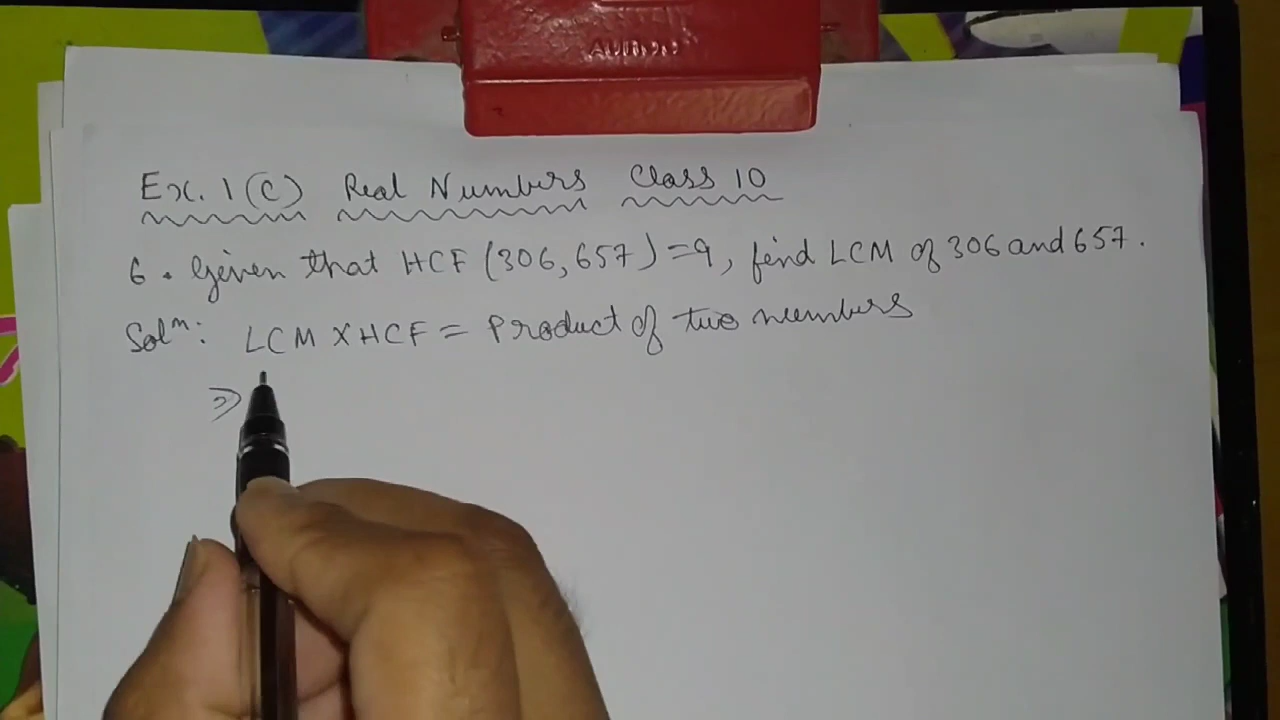 Ex. 1(C) Real Numbers Class 10
6. Given that HCF (306, 657) = 9, find LCM of 306 and 657.
Solⁿ: LCM X HCF = Product of two numbers
⇒